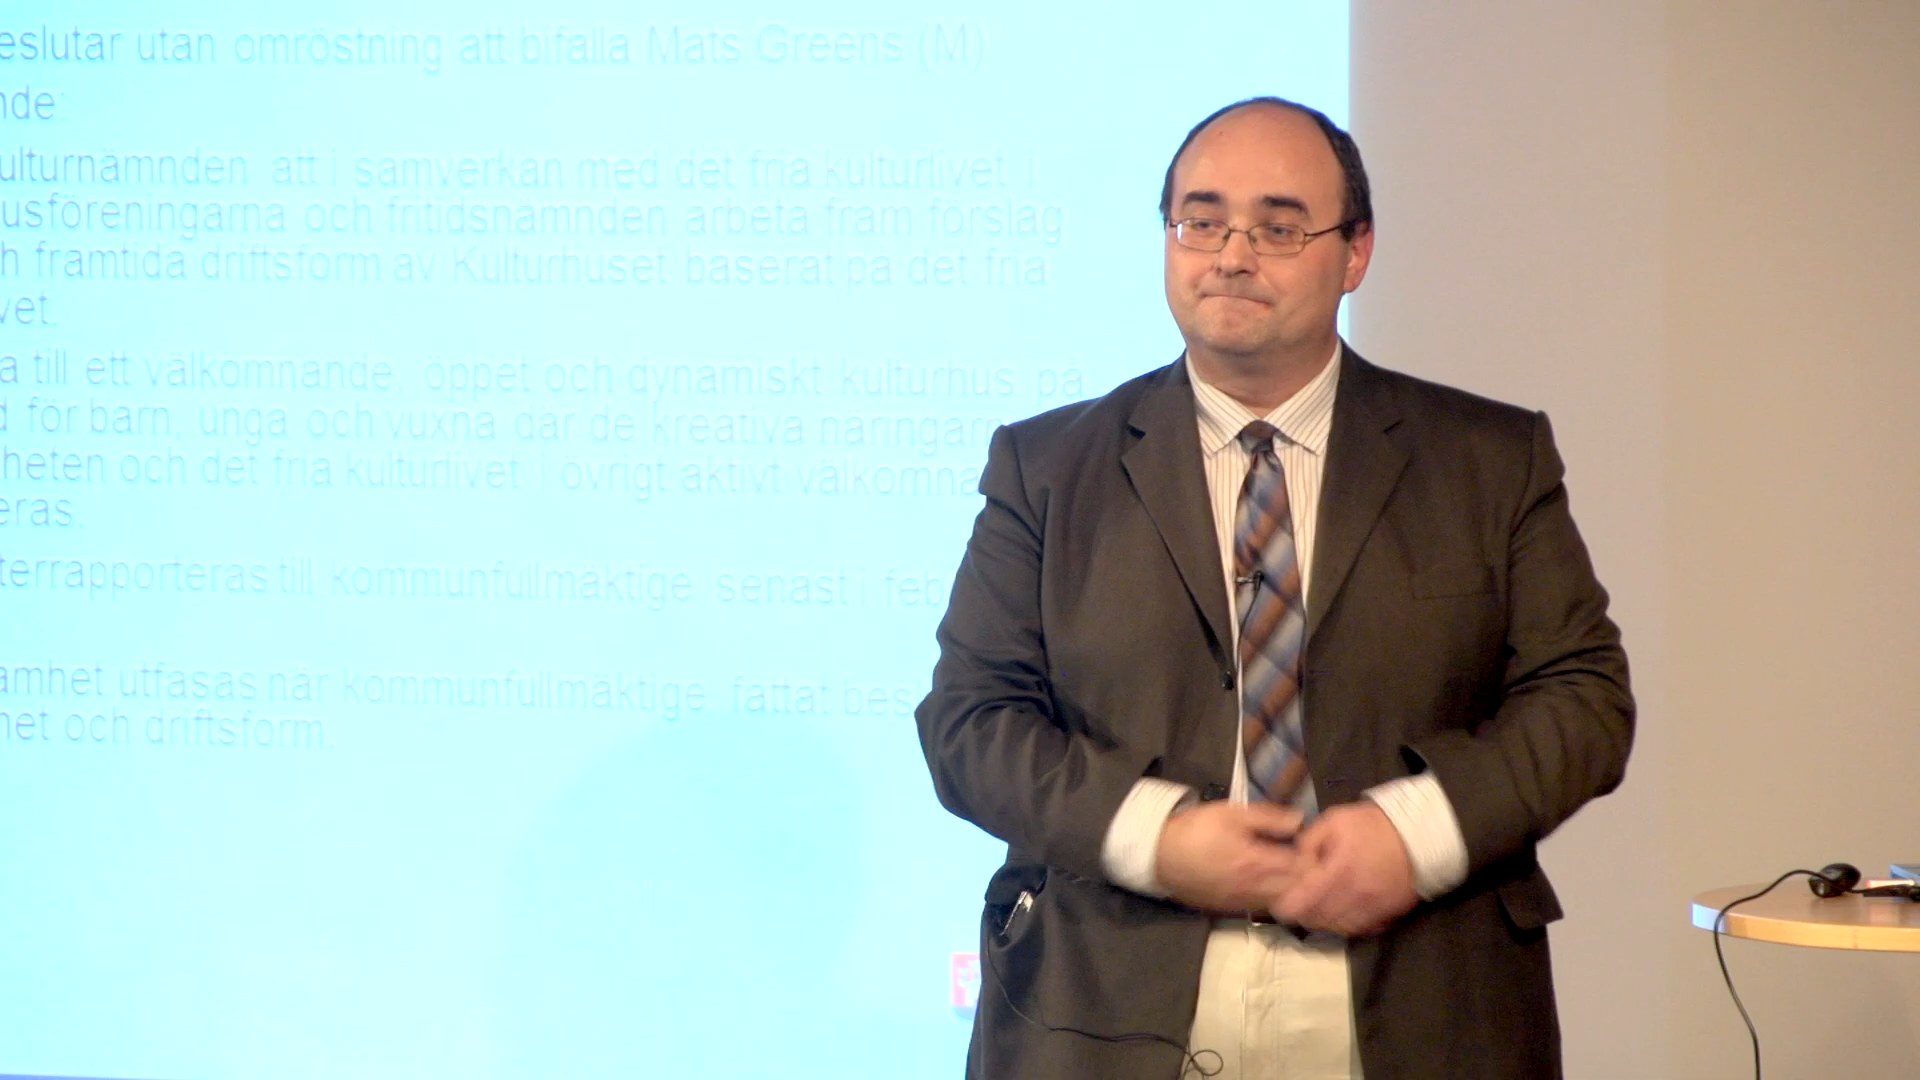 eslutar utan omröstning att bifalla Mats Greens (M)
nde:
ulturnämnden att i samverkan med det fria kulturlivet i
usföreningarna och fritidsnämnden arbeta fram förslag
h framtida driftsform av Kulturhuset baserat på det fria
vet.
a till ett välkomnande, öppet och dynamiskt kulturhus på
d för barn, unga och vuxna där de kreativa näringarn
heten och det fria kulturlivet i övrigt aktivt välkomna
eras.
terrapporteras till kommunfullmäktige senast i feb
amhet utfasas när kommunfullmäktige fattat bes
het och driftsform.